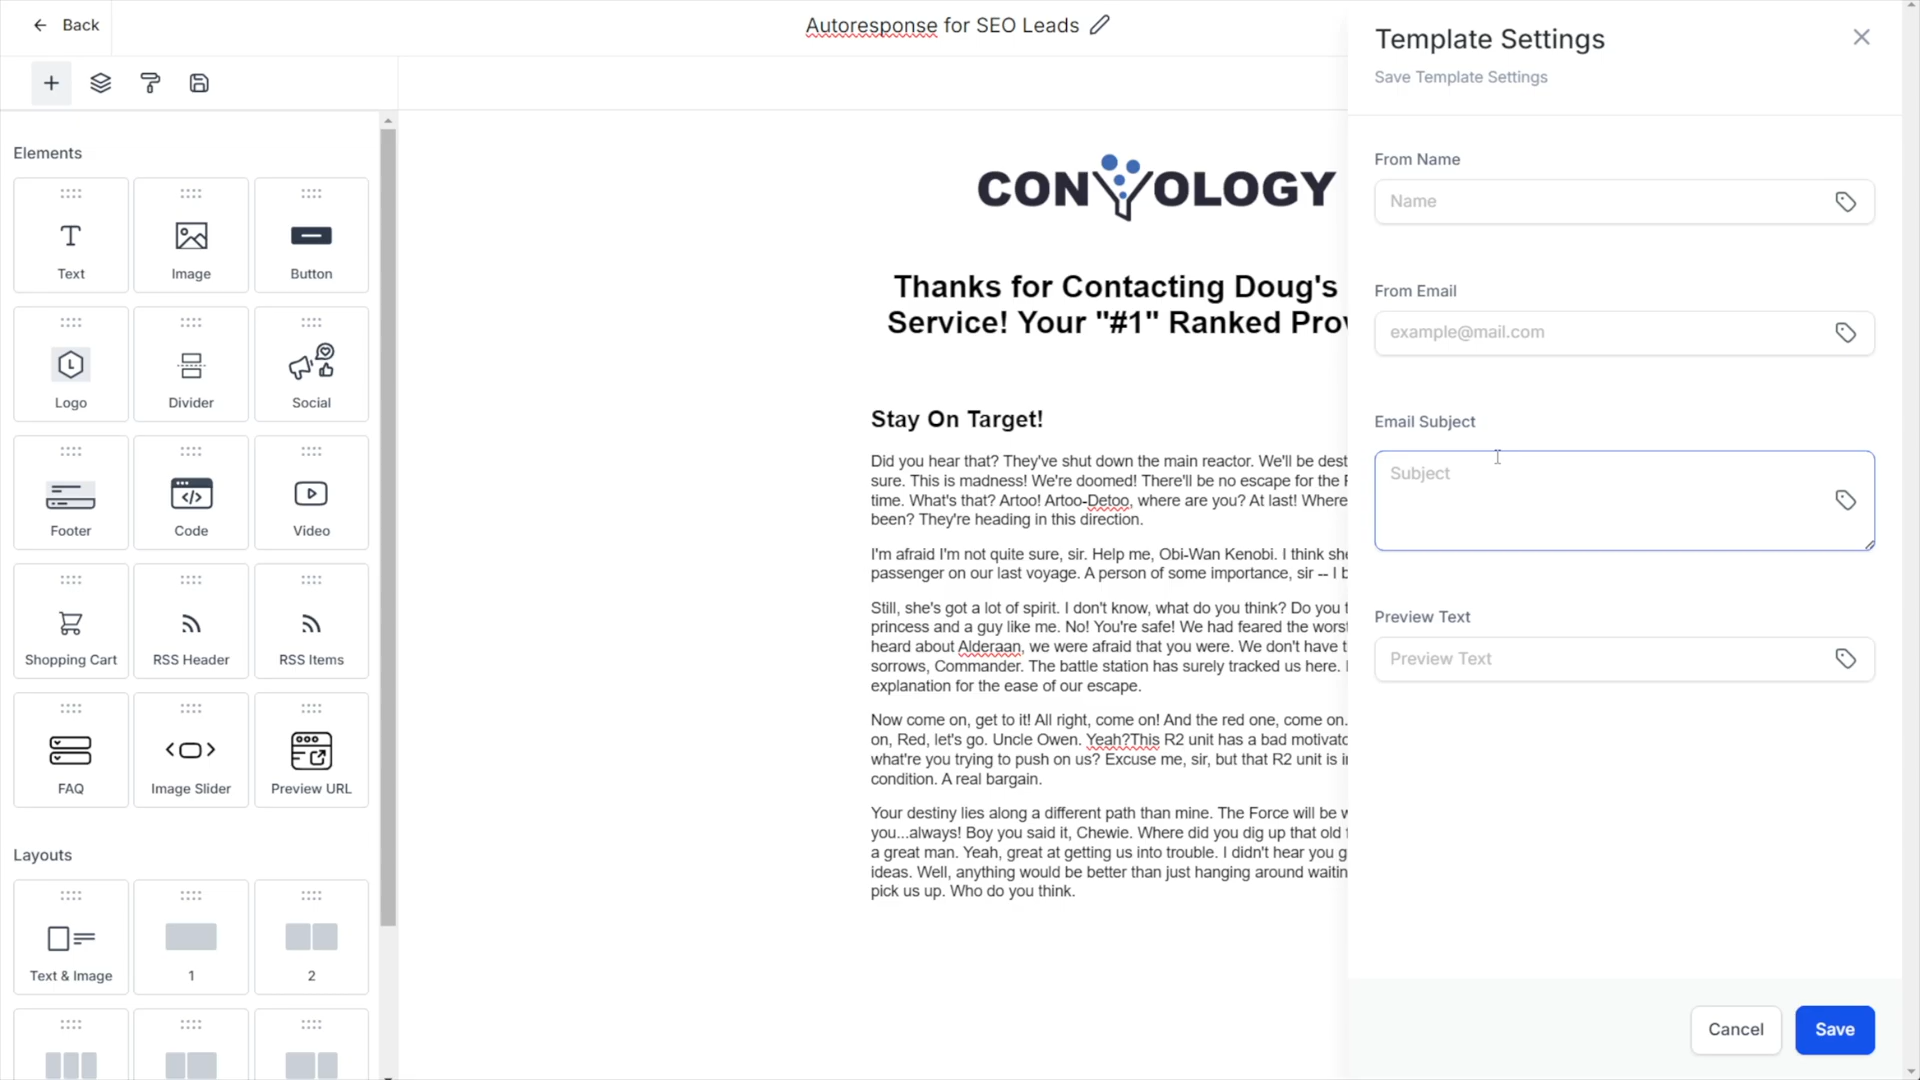 Back
Autoresponse for SEO Leads
Template Settings
Save Template Settings
Elements
Text
Image
Button
Logo
Divider
Social
Footer
Code
Video
Shopping Cart
RSS Header
RSS Items
FAQ
Image Slider
Preview URL
Layouts
Text & Image
1
2
CONVOLOGY
Thanks for Contacting Doug's
Service! Your "#1" Ranked Prov
Stay On Target!
Did you hear that? They've shut down the main reactor. We'll be dest
sure. This is madness! We're doomed! There'll be no escape for the
time. What's that? Artoo! Artoo-Detoo, where are you? At last! Where
been? They're heading in this direction.
I'm afraid I'm not quite sure, sir. Help me, Obi-Wan Kenobi. I think she
passenger on our last voyage. A person of some importance, sir -- I b
Still, she's got a lot of spirit. I don't know, what do you think? Do you t
princess and a guy like me. No! You're safe! We had feared the worst
heard about Alderaan, we were afraid that you were. We don't have t
sorrows, Commander. The battle station has surely tracked us here.
explanation for the ease of our escape.
Now come on, get to it! All right, come on! And the red one, come on.
on, Red, let's go. Uncle Owen. Yeah?This R2 unit has a bad motivato
what're you trying to push on us? Excuse me, sir, but that R2 unit is i
condition. A real bargain.
Your destiny lies along a different path than mine. The Force will be w
you...always! Boy you said it, Chewie. Where did you dig up that old f
a great man. Yeah, great at getting us into trouble. I didn't hear you g
ideas. Well, anything would be better than just hanging around waitin
pick us up. Who do you think.
From Name
Name
From Email
example@mail.com
Email Subject
Subject
Preview Text
Preview Text
Cancel
Save